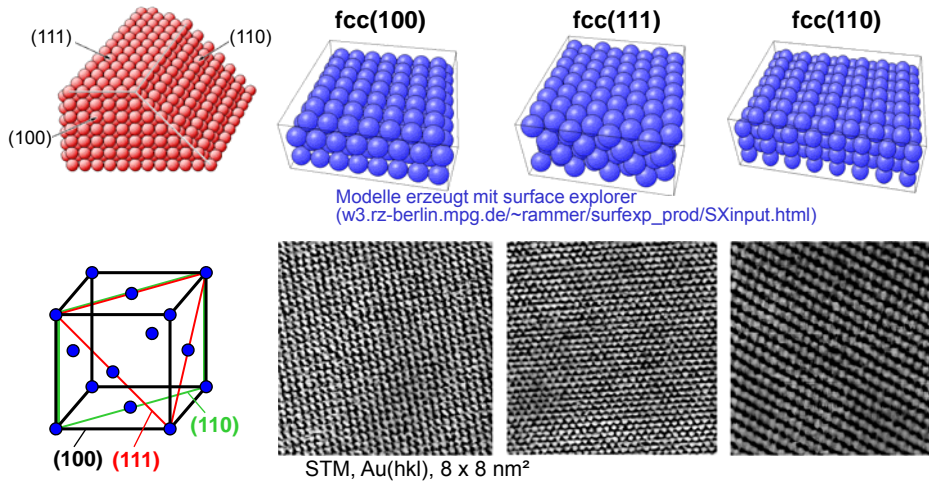 fcc(100)
fcc(111)
fcc(110)
(111)
(110)
(100)
Modelle erzeugt mit surface explorer
(w3.rz-berlin.mpg.de/~rammer/surfexp_prod/SXinput.html)
(110)
(100)
(111)
STM, Au(hkl), 8 x 8 nm²